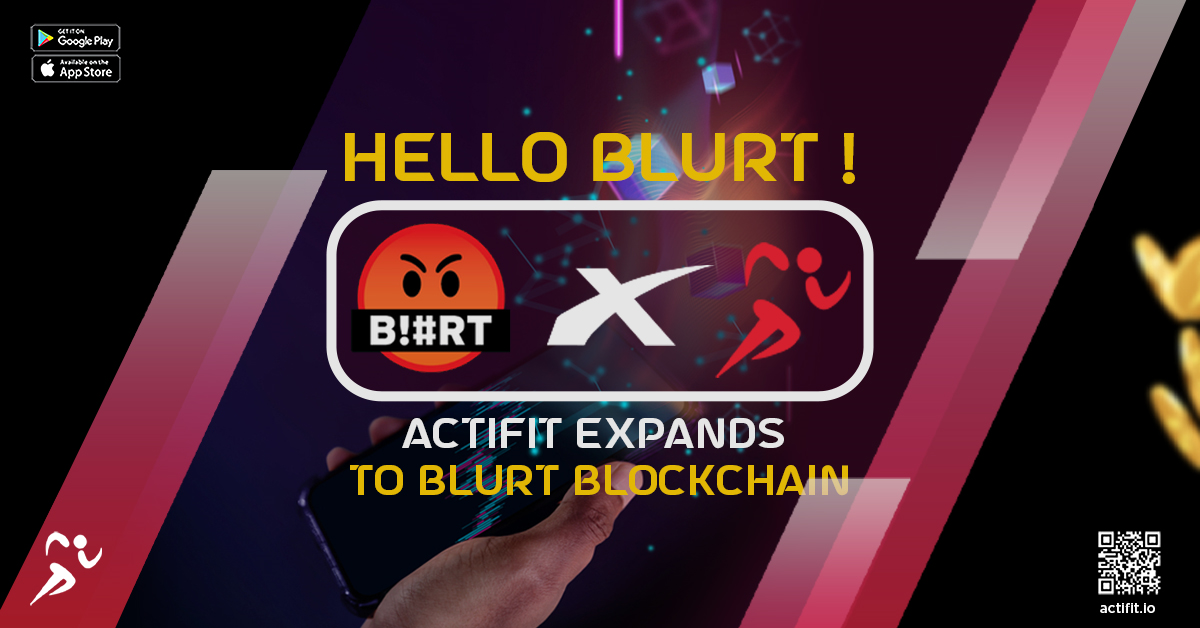 GET IT ON
Google Play
Available on the
App Store
HELLO BLURT !
B!#RT
X
ACTIFIT EXPANDS
TO BLURT BLOCKCHAIN
actifit.io